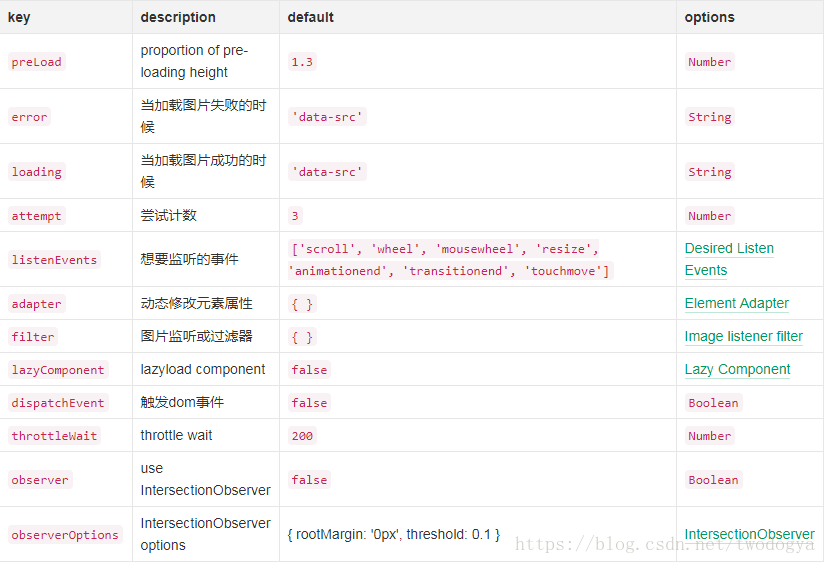 key description default options
proportion of pre-
preLoad 1.3 Number
loading height
当加载图片失败的时
error 'data-src' String
候
当加载图片成功的时
loading 'data-src' String
候
attempt 尝试计数 3 Number
['scroll', 'wheel', 'mousewheel', 'resize', Desired Listen
listenEvents 想要监听的事件
'animationend', 'transitionend', 'touchmove'] Events
adapter 动态修改元素属性 { } Element Adapter
filter 图片监听或过滤器 { } Image listener filter
lazyComponent lazyload component false Lazy Component
dispatchEvent 触发dom事件 false Boolean
throttleWait throttle wait 200 Number
use
observer false Boolean
IntersectionObserver
IntersectionObserver
observerOptions { rootMargin: '0px', threshold: 0.1 } IntersectionObserver
options
https://blog.csdn.net/twodogya